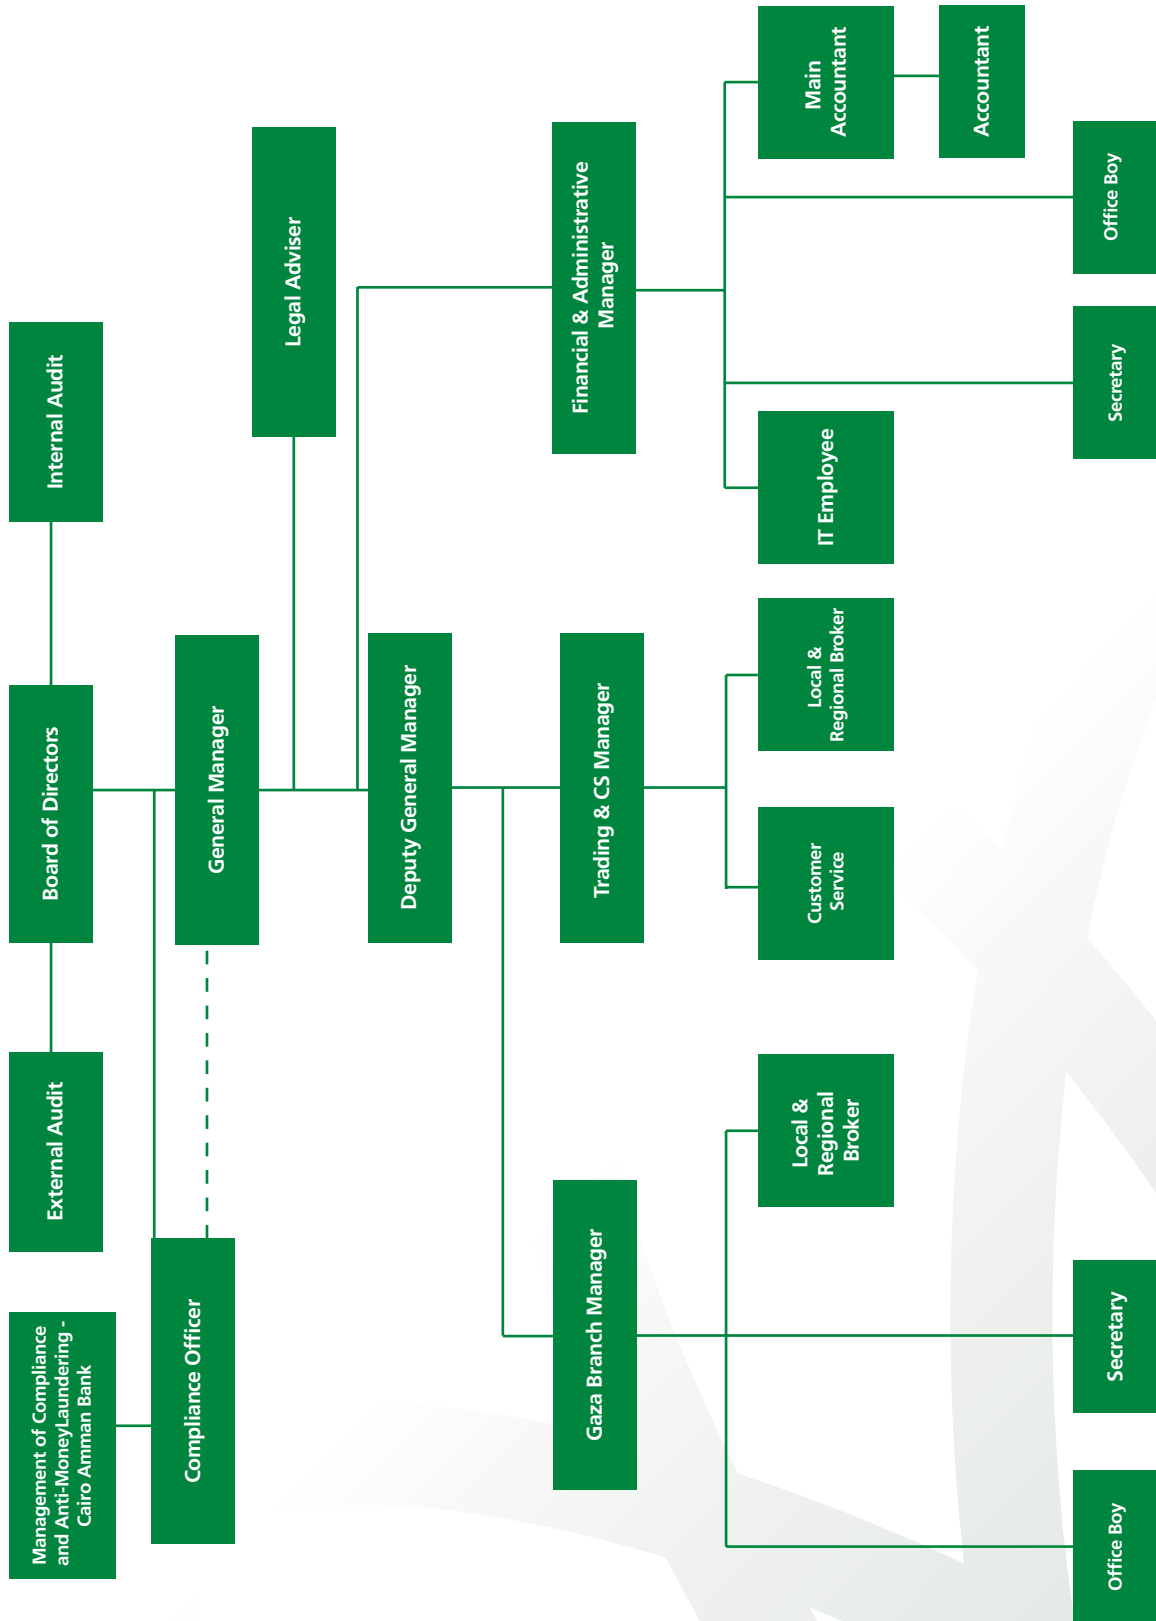 Management of Compliance
and Anti-MoneyLaundering -
Cairo Amman Bank
External Audit
Board of Directors
Internal Audit
Compliance Officer
General Manager
Legal Adviser
Deputy General Manager
Gaza Branch Manager
Trading & CS Manager
Financial & Administrative
Manager
Local &
Regional
Broker
Customer
Service
Local &
Regional Broker
IT Employee
Main
Accountant
Accountant
Office Boy
Secretary
Secretary
Office Boy